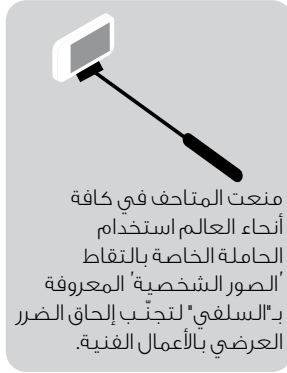 منعت المتاحف في كافة
أنحاء العالم استخدام
الحاملة الخاصة بالتقاط
'الصور الشخصية' المعروفة
بـ"السلفي" لتجنّب إلحاق الضرر
العرضي بالأعمال الفنية.